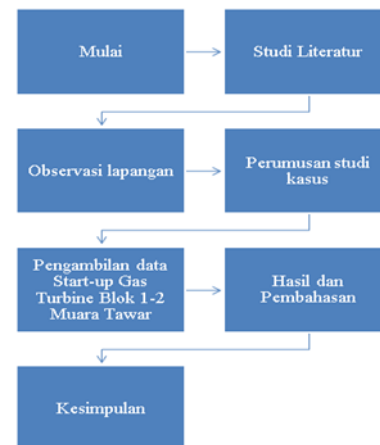 Mulai
Studi Literatur
Observasi lapangan
Perumusan studi
kasus
Pengambilan data
Start-up Gas
Turbine Blok 1-2
Muara Tawar
Hasil dan
Pembahasan
Kesimpulan